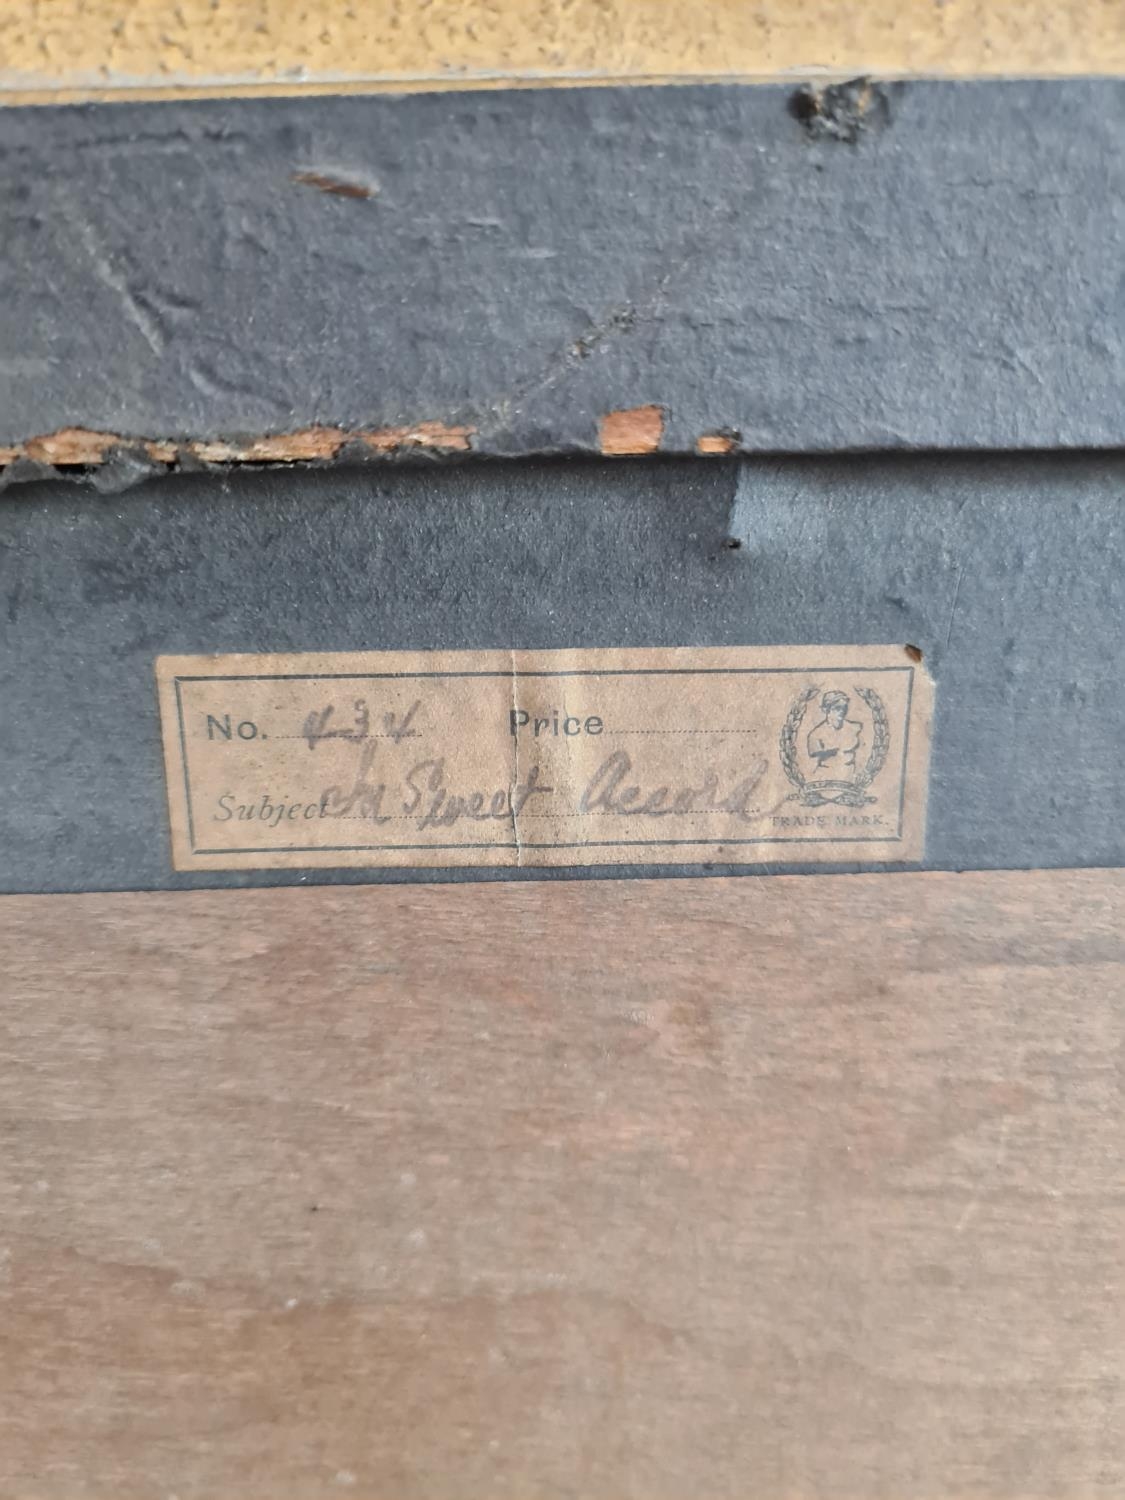 No. 434 Price
Subject In Sweet Accord
TRADE MARK.